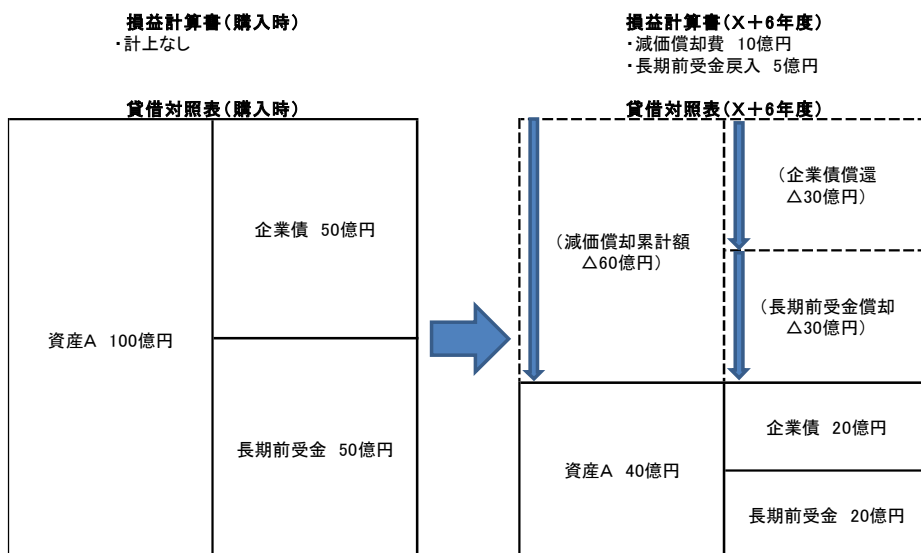 損益計算書(購入時)
・計上なし
貸借対照表(購入時)
資産A 100億円
企業債 50億円
長期前受金 50億円
損益計算書(X+6年度)
・減価償却費 10億円
・長期前受金戻入 5億円
貸借対照表(X+6年度)
(減価償却累計額
△60億円)
(企業債償還
△30億円)
(長期前受金償却
△30億円)
資産A 40億円
企業債 20億円
長期前受金 20億円